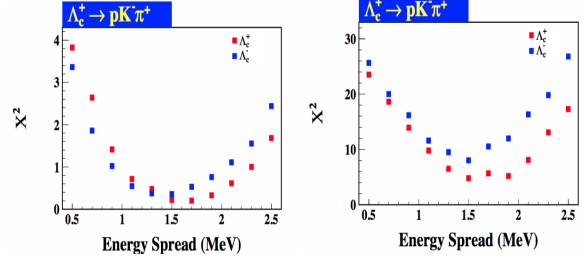 Λc+ → pK-π+
4
3
2
1
0
0.5 1 1.5 2 2.5
X²
Energy Spread (MeV)
Λc+
Λc-
Λc+ → pK-π+
30
20
10
0
0.5 1 1.5 2 2.5
X²
Energy Spread (MeV)
Λc+
Λc-